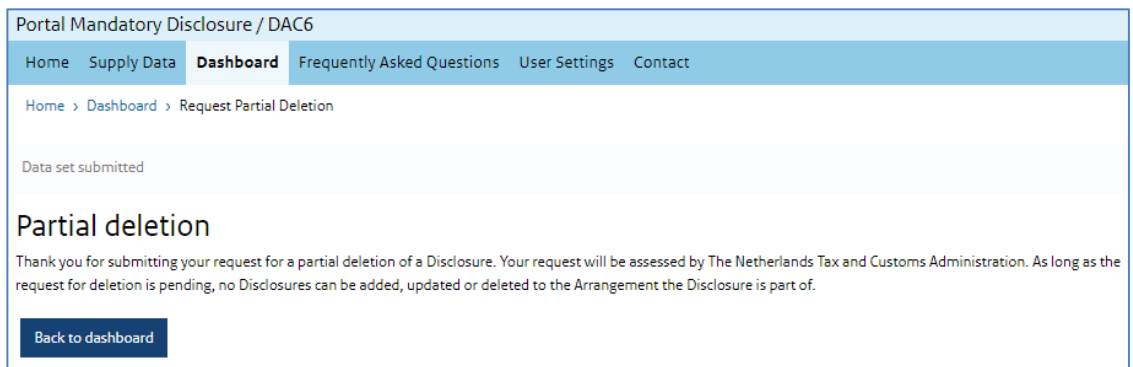 Portal Mandatory Disclosure / DAC6
Home Supply Data Dashboard Frequently Asked Questions User Settings Contact
Home > Dashboard > Request Partial Deletion
Data set submitted
Partial deletion
Thank you for submitting your request for a partial deletion of a Disclosure. Your request will be assessed by The Netherlands Tax and Customs Administration. As long as the
request for deletion is pending, no Disclosures can be added, updated or deleted to the Arrangement the Disclosure is part of.
Back to dashboard